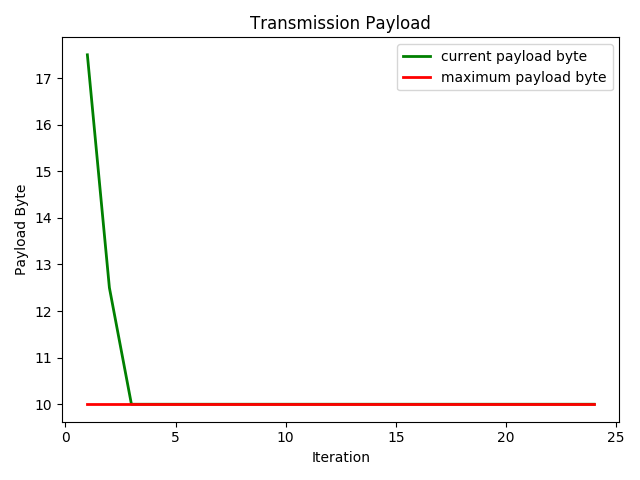 Transmission Payload
current payload byte
maximum payload byte
Payload Byte
17
16
15
14
13
12
11
10
0 5 10 15 20 25
Iteration